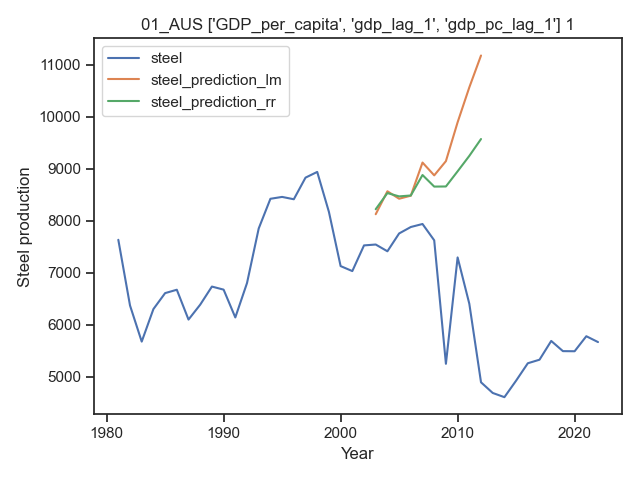 01_AUS ['GDP_per_capita', 'gdp_lag_1', 'gdp_pc_lag_1'] 1
steel
steel_prediction_lm
steel_prediction_rr
11000
10000
9000
8000
7000
6000
5000
Steel production
1980
1990
2000
2010
2020
Year